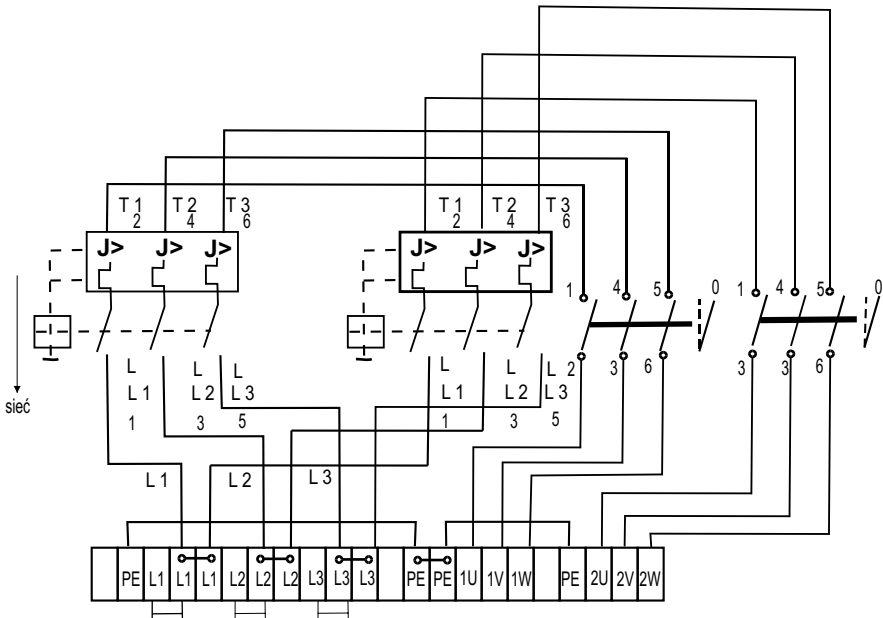 T 1 T 2 T 3 T 1 T 2 T 3
2 4 6 2 4 6
J> J> J> J> J> J>
1 4 5 0 1 4 5 0
sieć
L L L L L L 2 3 6 3 3 6
L 1 L 2 L 3 L 1 L 2 L 3
1 3 5 1 3 5
L 1 L 2 L 3
PE L1 L1 L1 L2 L2 L2 L3 L3 L3 PE PE 1U 1V 1W PE 2U 2V 2W